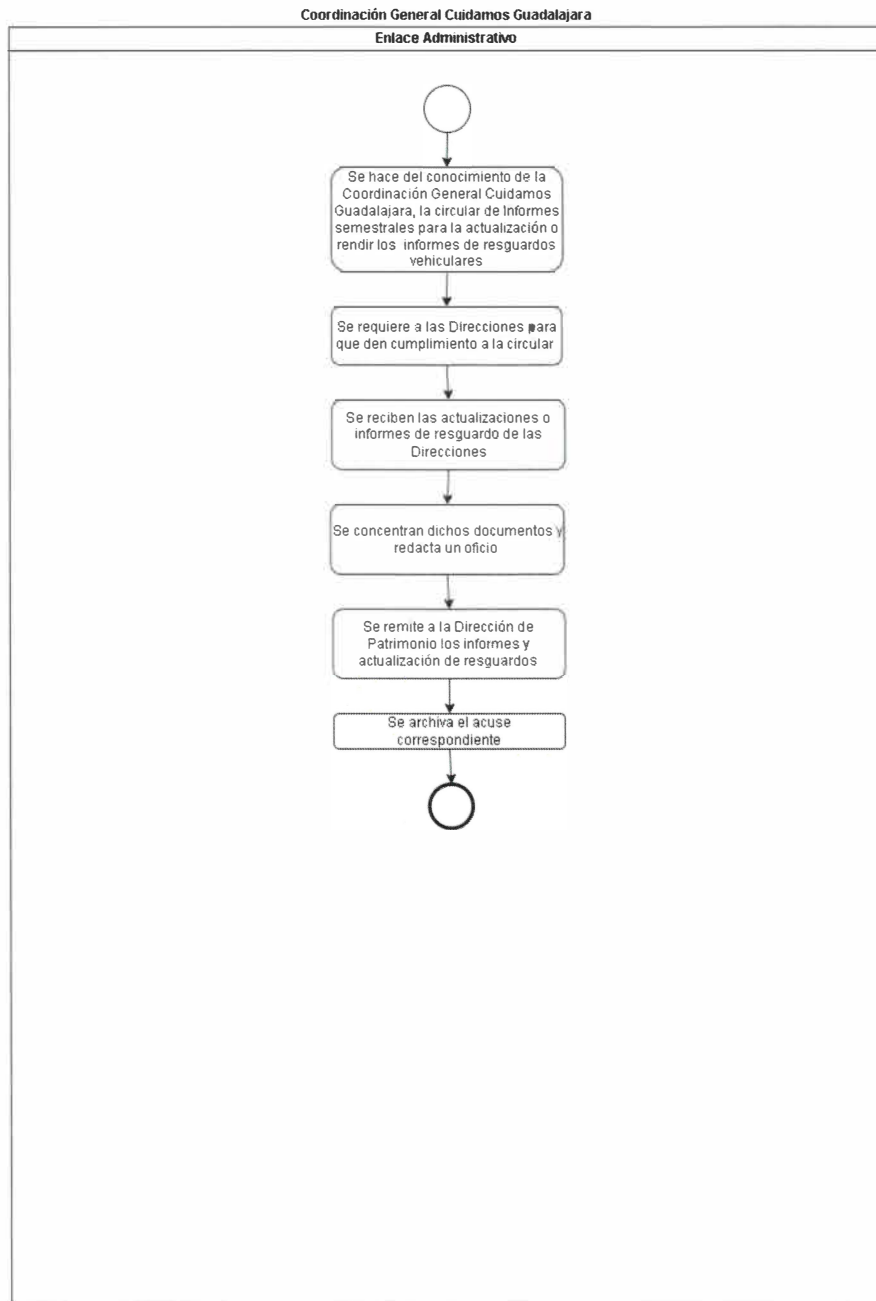 Coordinación General Cuidamos Guadalajara
Enlace Administrativo
Se hace del conocimiento de la
Coordinación General Cuidamos
Guadalajara, la circular de Informes
semestrales para la actualización o
rendir los informes de resguardos
vehiculares
Se requiere a las Direcciones para
que den cumplimiento a la circular
Se reciben las actualizaciones o
informes de resguardo de las
Direcciones
Se concentran dichos documentos y
redacta un oficio
Se remite a la Dirección de
Patrimonio los informes y
actualización de resguardos
Se archiva el acuse
correspondiente